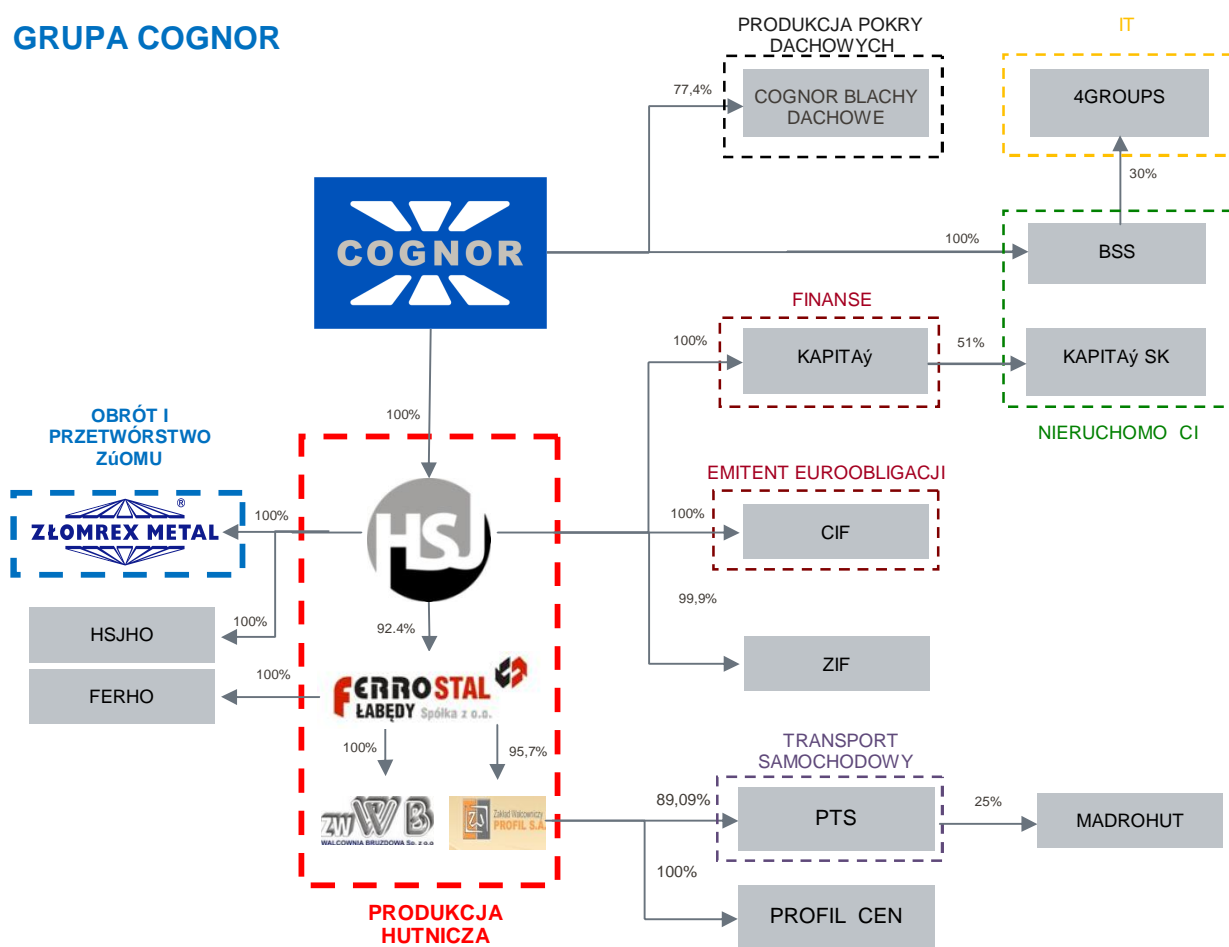 GRUPA COGNOR
PRODUKCJA POKRY
DACHOWYCH
IT
77,4%
COGNOR BLACHY
DACHOWE
4GROUPS
30%
COGNOR
100%
BSS
FINANSE
100%
KAPITAý
51%
KAPITAý SK
NIERUCHOMO CI
100%
OBRÓT I
PRZETWÓRSTWO
ZúOMU
EMITENT EUROOBLIGACJI
®
ZŁOMREX METAL
100%
HSJ
100%
CIF
99,9%
HSJHO
100%
92.4%
ZIF
FERHO
100%
FERROSTAL
ŁABĘDY Spółka z o.o.
100%
95,7%
TRANSPORT
SAMOCHODOWY
ZW WB
WALCOWNIA BRUZDOWA Sp. z o.o
Zakład Walcowniczy
PROFIL S.A.
89,09%
PTS
25%
MADROHUT
100%
PROFIL CEN
PRODUKCJA
HUTNICZA